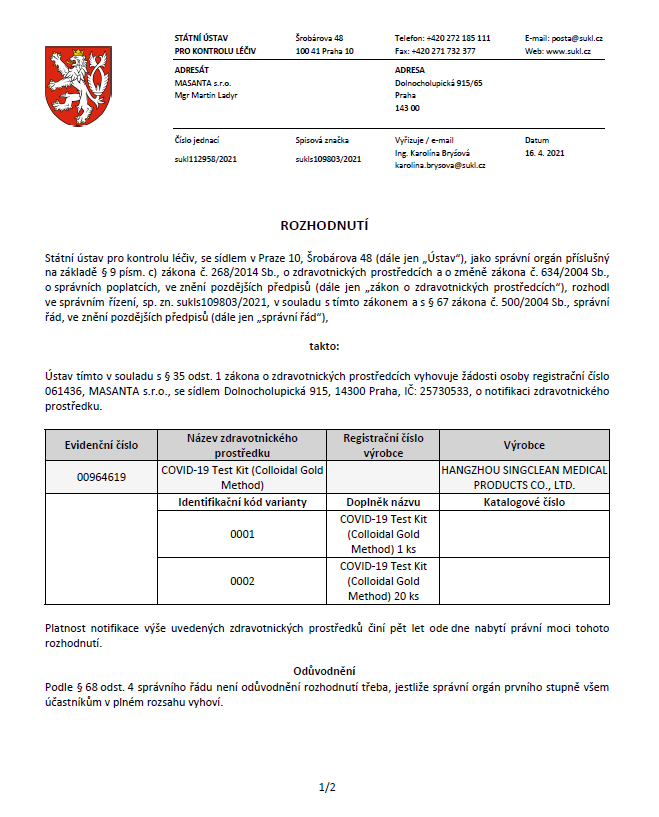 STÁTNÍ ÚSTAV
PRO KONTROLU LÉČIV
Šrobárova 48
100 41 Praha 10
Telefon: +420 272 185 111
Fax: +420 271 732 377
E-mail: posta@sukl.cz
Web: www.sukl.cz
ADRESÁT
MASANTA s.r.o.
Mgr Martin Ladyr
ADRESA
Dolnocholupická 915/65
Praha
143 00
Číslo jednací
sukl112958/2021
Spisová značka
sukls109803/2021
Vyřizuje / e-mail
Ing. Karolína Bryšová
karolina.brysova@sukl.cz
Datum
16. 4. 2021
ROZHODNUTÍ
Státní ústav pro kontrolu léčiv, se sídlem v Praze 10, Šrobárova 48 (dále jen „Ústav“), jako správní orgán příslušný
na základě § 9 písm. c) zákona č. 268/2014 Sb., o zdravotnických prostředcích a o změně zákona č. 634/2004 Sb.,
o správních poplatcích, ve znění pozdějších předpisů (dále jen „zákon o zdravotnických prostředcích“), rozhodl
ve správním řízení, sp. zn. sukls109803/2021, v souladu s tímto zákonem a s § 67 zákona č. 500/2004 Sb., správní
řád, ve znění pozdějších předpisů (dále jen „správní řád“),
takto:
Ústav tímto v souladu s § 35 odst. 1 zákona o zdravotnických prostředcích vyhovuje žádosti osoby registrační číslo
061436, MASANTA s.r.o., se sídlem Dolnocholupická 915, 14300 Praha, IČ: 25730533, o notifikaci zdravotnického
prostředku.
Evidenční číslo
Název zdravotnického
prostředku
Registrační číslo
výrobce
Výrobce
00964619
COVID-19 Test Kit (Colloidal Gold
Method)
HANGZHOU SINGCLEAN MEDICAL
PRODUCTS CO., LTD.
Identifikační kód varianty
Doplněk názvu
Katalogové číslo
0001
COVID-19 Test Kit
(Colloidal Gold
Method) 1 ks
0002
COVID-19 Test Kit
(Colloidal Gold
Method) 20 ks
Platnost notifikace výše uvedených zdravotnických prostředků činí pět let ode dne nabytí právní moci tohoto
rozhodnutí.
Odůvodnění
Podle § 68 odst. 4 správního řádu není odůvodnění rozhodnutí třeba, jestliže správní orgán prvního stupně všem
účastníkům v plném rozsahu vyhoví.
1/2